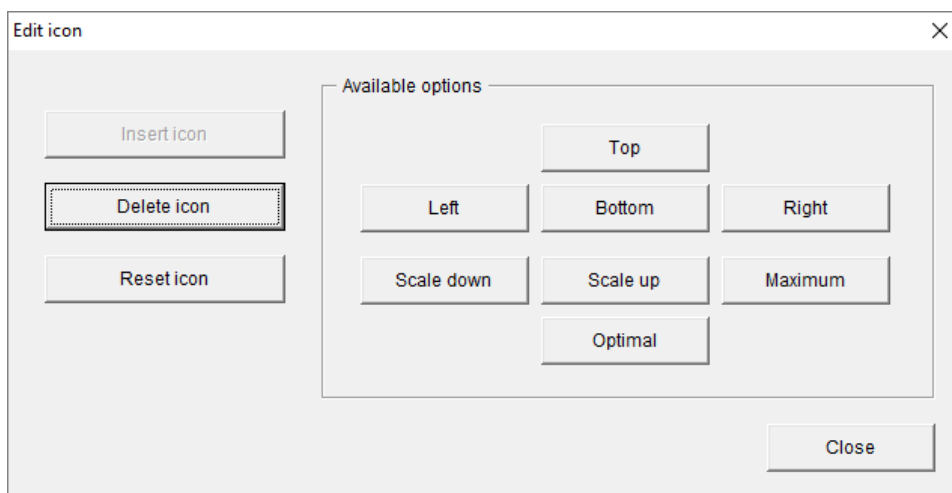 Edit icon
Available options
Insert icon
Top
Delete icon
Left
Bottom
Right
Reset icon
Scale down
Scale up
Maximum
Optimal
Close